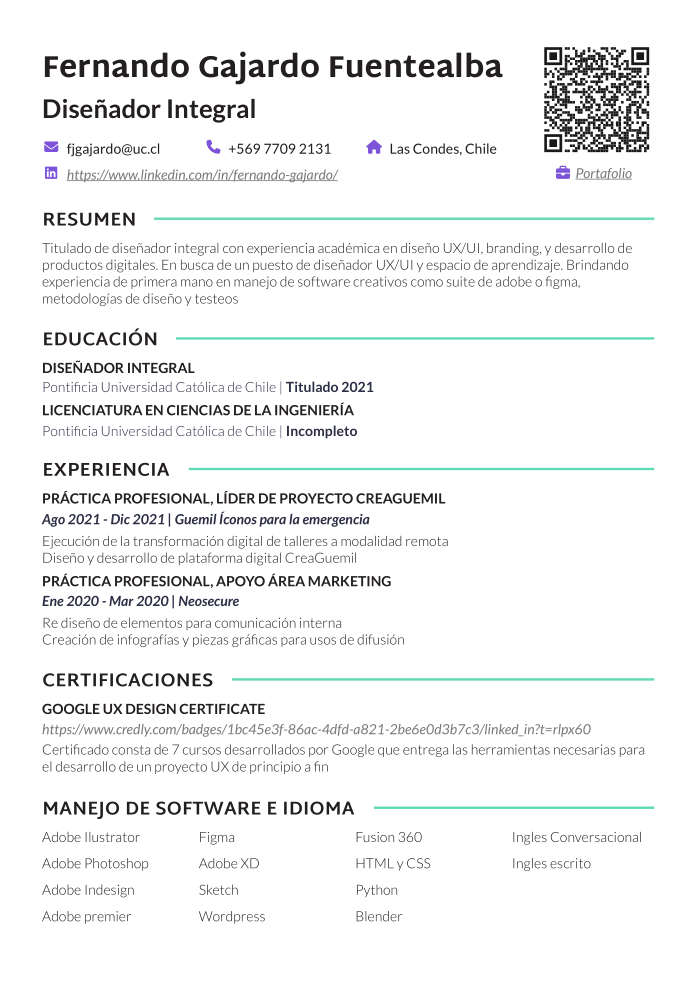 Fernando Gajardo Fuentealba
Diseñador Integral
fjgajardo@uc.cl +569 7709 2131 Las Condes, Chile
https://www.linkedin.com/in/fernando-gajardo/ Portafolio
RESUMEN
Titulado de diseñador integral con experiencia académica en diseño UX/UI, branding, y desarrollo de
productos digitales. En busca de un puesto de diseñador UX/UI y espacio de aprendizaje. Brindando
experiencia de primera mano en manejo de software creativos como suite de adobe o figma,
metodologías de diseño y testeos
EDUCACIÓN
DISEÑADOR INTEGRAL
Pontificia Universidad Católica de Chile | Titulado 2021
LICENCIATURA EN CIENCIAS DE LA INGENIERÍA
Pontificia Universidad Católica de Chile | Incompleto
EXPERIENCIA
PRÁCTICA PROFESIONAL, LÍDER DE PROYECTO CREAGUEMIL
Ago 2021 - Dic 2021 | Guemil Íconos para la emergencia
Ejecución de la transformación digital de talleres a modalidad remota
Diseño y desarrollo de plataforma digital CreaGuemil
PRÁCTICA PROFESIONAL, APOYO ÁREA MARKETING
Ene 2020 - Mar 2020 | Neosecure
Re diseño de elementos para comunicación interna
Creación de infografías y piezas gráficas para usos de difusión
CERTIFICACIONES
GOOGLE UX DESIGN CERTIFICATE
https://www.credly.com/badges/1bc45e3f-86ac-4dfd-a821-2be6e0d3b7c3/linked_in?t=rlpx60
Certificado consta de 7 cursos desarrollados por Google que entrega las herramientas necesarias para
el desarrollo de un proyecto UX de principio a fin
MANEJO DE SOFTWARE E IDIOMA
Adobe Ilustrator Figma Fusion 360 Ingles Conversacional
Adobe Photoshop Adobe XD HTML y CSS Ingles escrito
Adobe Indesign Sketch Python
Adobe premier Wordpress Blender